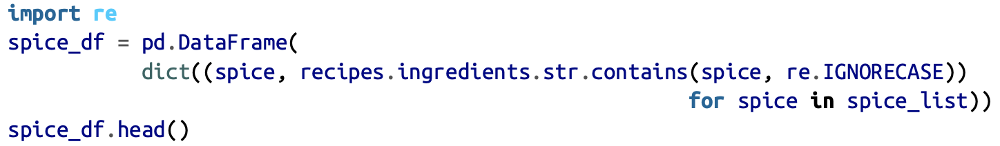 import re
spice_df = pd.DataFrame(
dict((spice, recipes.ingredients.str.contains(spice, re.IGNORECASE))
for spice in spice_list))
spice_df.head()